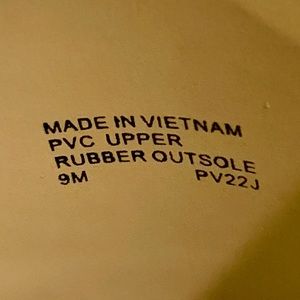 MADE IN VIETNAM
PVC UPPER
RUBBER OUTSOLE
9M PV22J